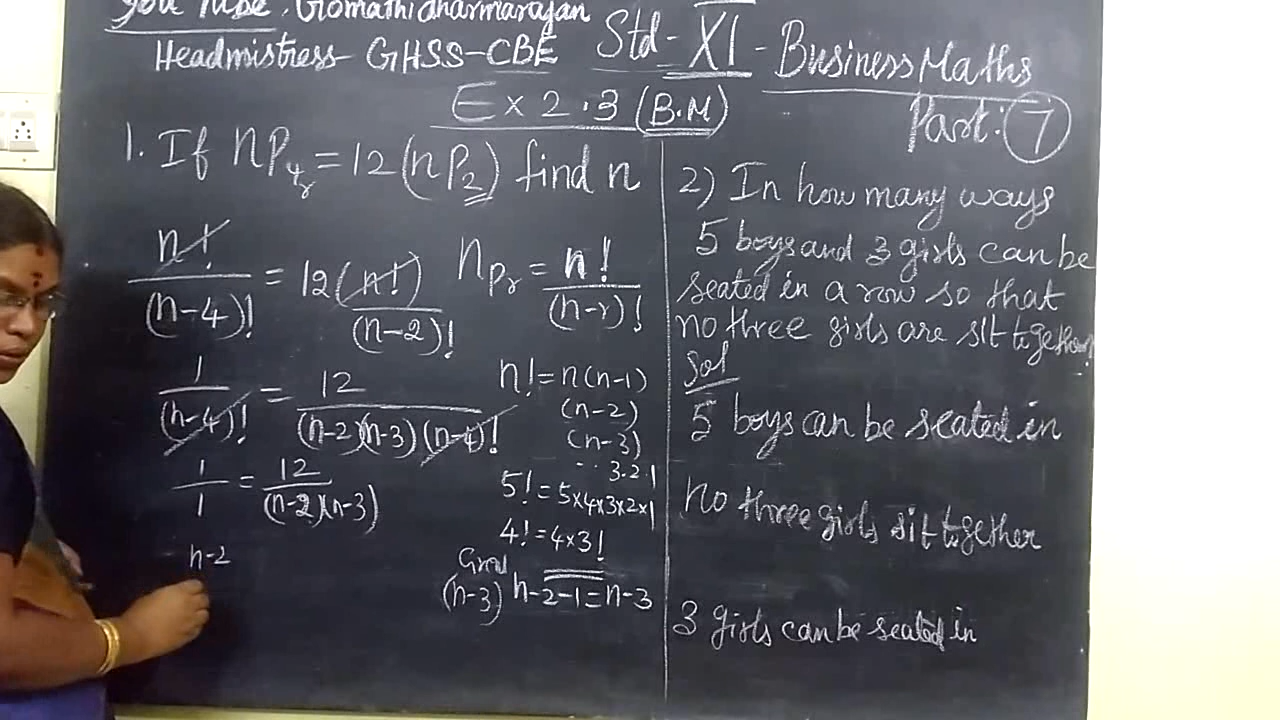 You Tube, Gomathi dharmarajan
Headmistress - GHSS-CBE
Std - XI - Business Maths
Ex 2.3 (B.M)
Part: 7
1. If nP4 r = 12 (nP2) find n
n! / (n-4)! = 12 (n!) / (n-2)!
nPr = n! / (n-r)!
1 / (n-4)! = 12 / (n-2)(n-3)(n-4)!
n! = n(n-1)
(n-2)
(n-3)
.. 3.2.1
1/1 = 12 / (n-2)(n-3)
5! = 5x4x3x2x1
4! = 4x3!
n-2
(n-3) n-2-1 = n-3
2) In how many ways
5 boys and 3 girls can be
seated in a row so that
no three girls are sit together?
Sol
5 boys can be seated in
No three girls sit together
3 girls can be seated in